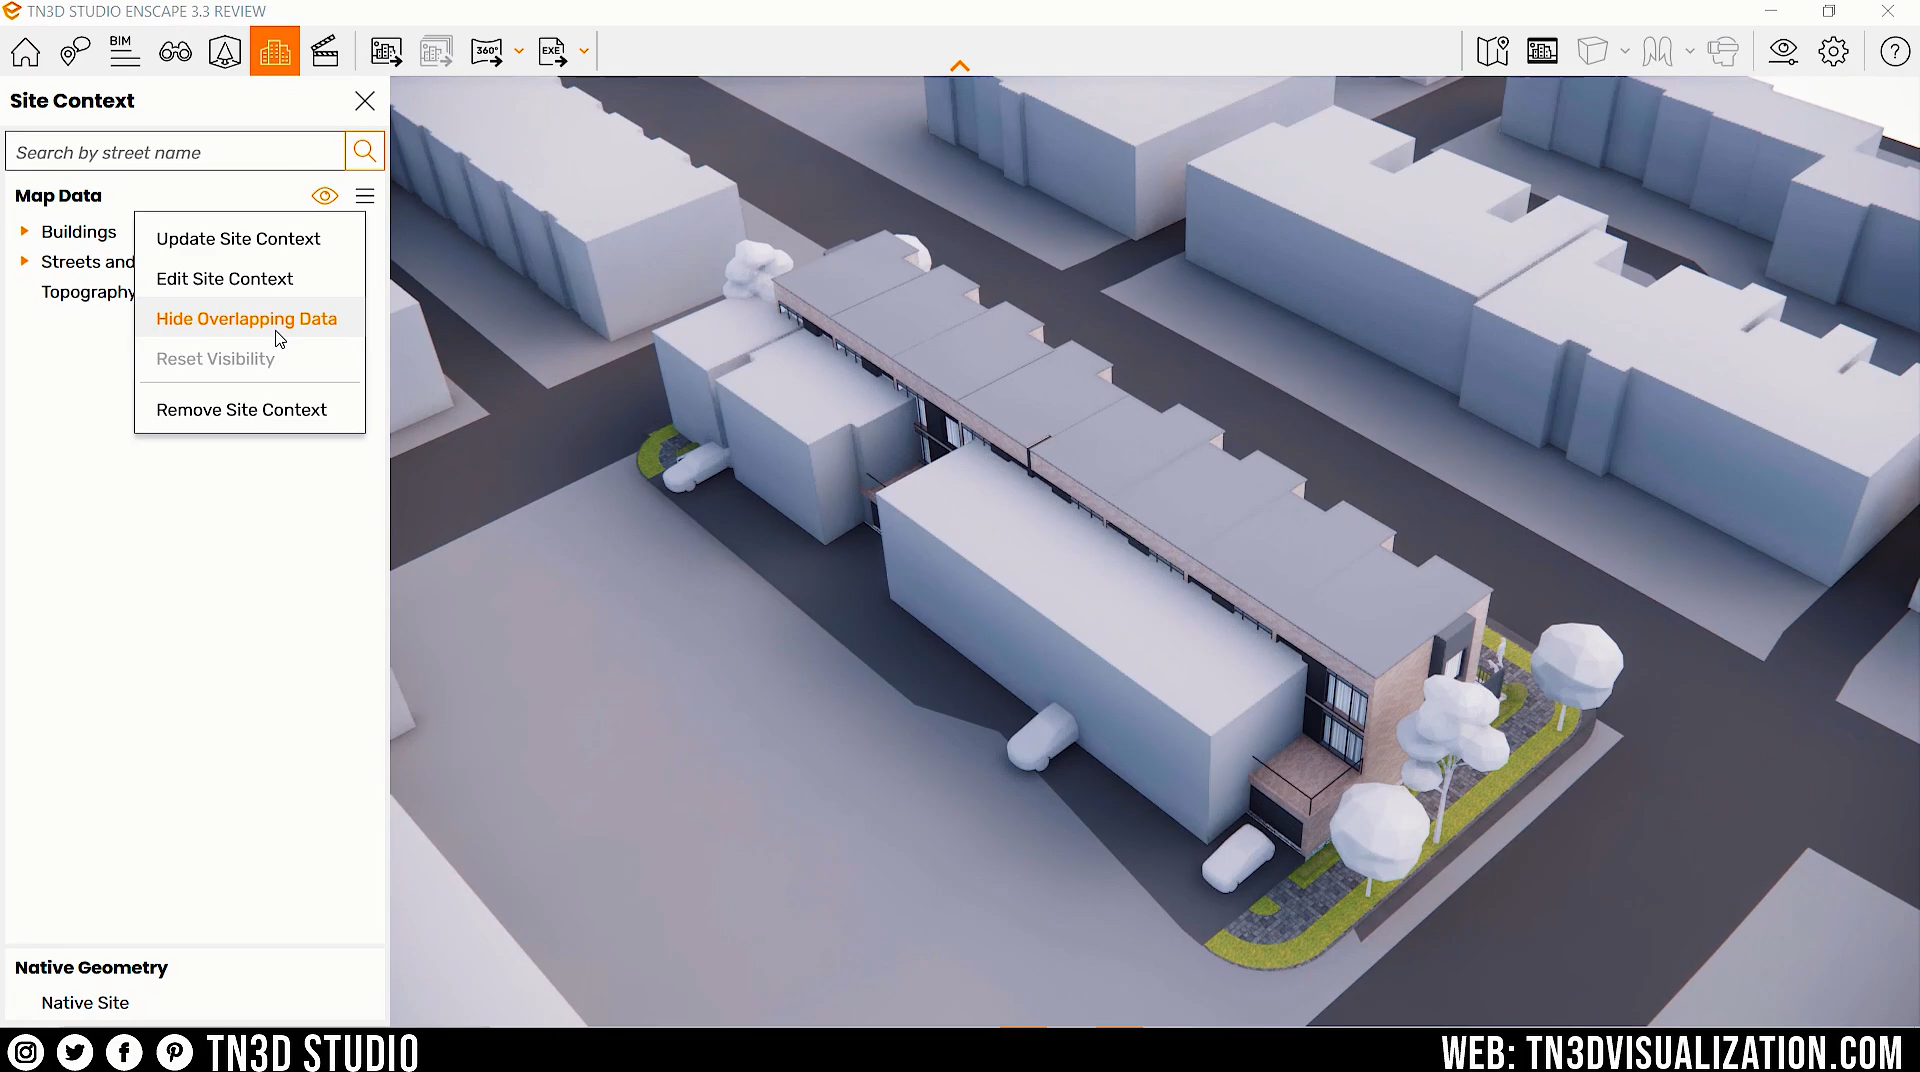 TN3D STUDIO ENSCAPE 3.3 REVIEW
BIM
360°
EXE
?
Site Context
Search by street name
Map Data
Buildings
Streets and
Topography
Update Site Context
Edit Site Context
Hide Overlapping Data
Reset Visibility
Remove Site Context
Native Geometry
Native Site
TN3D STUDIO
WEB: TN3DVISUALIZATION.COM